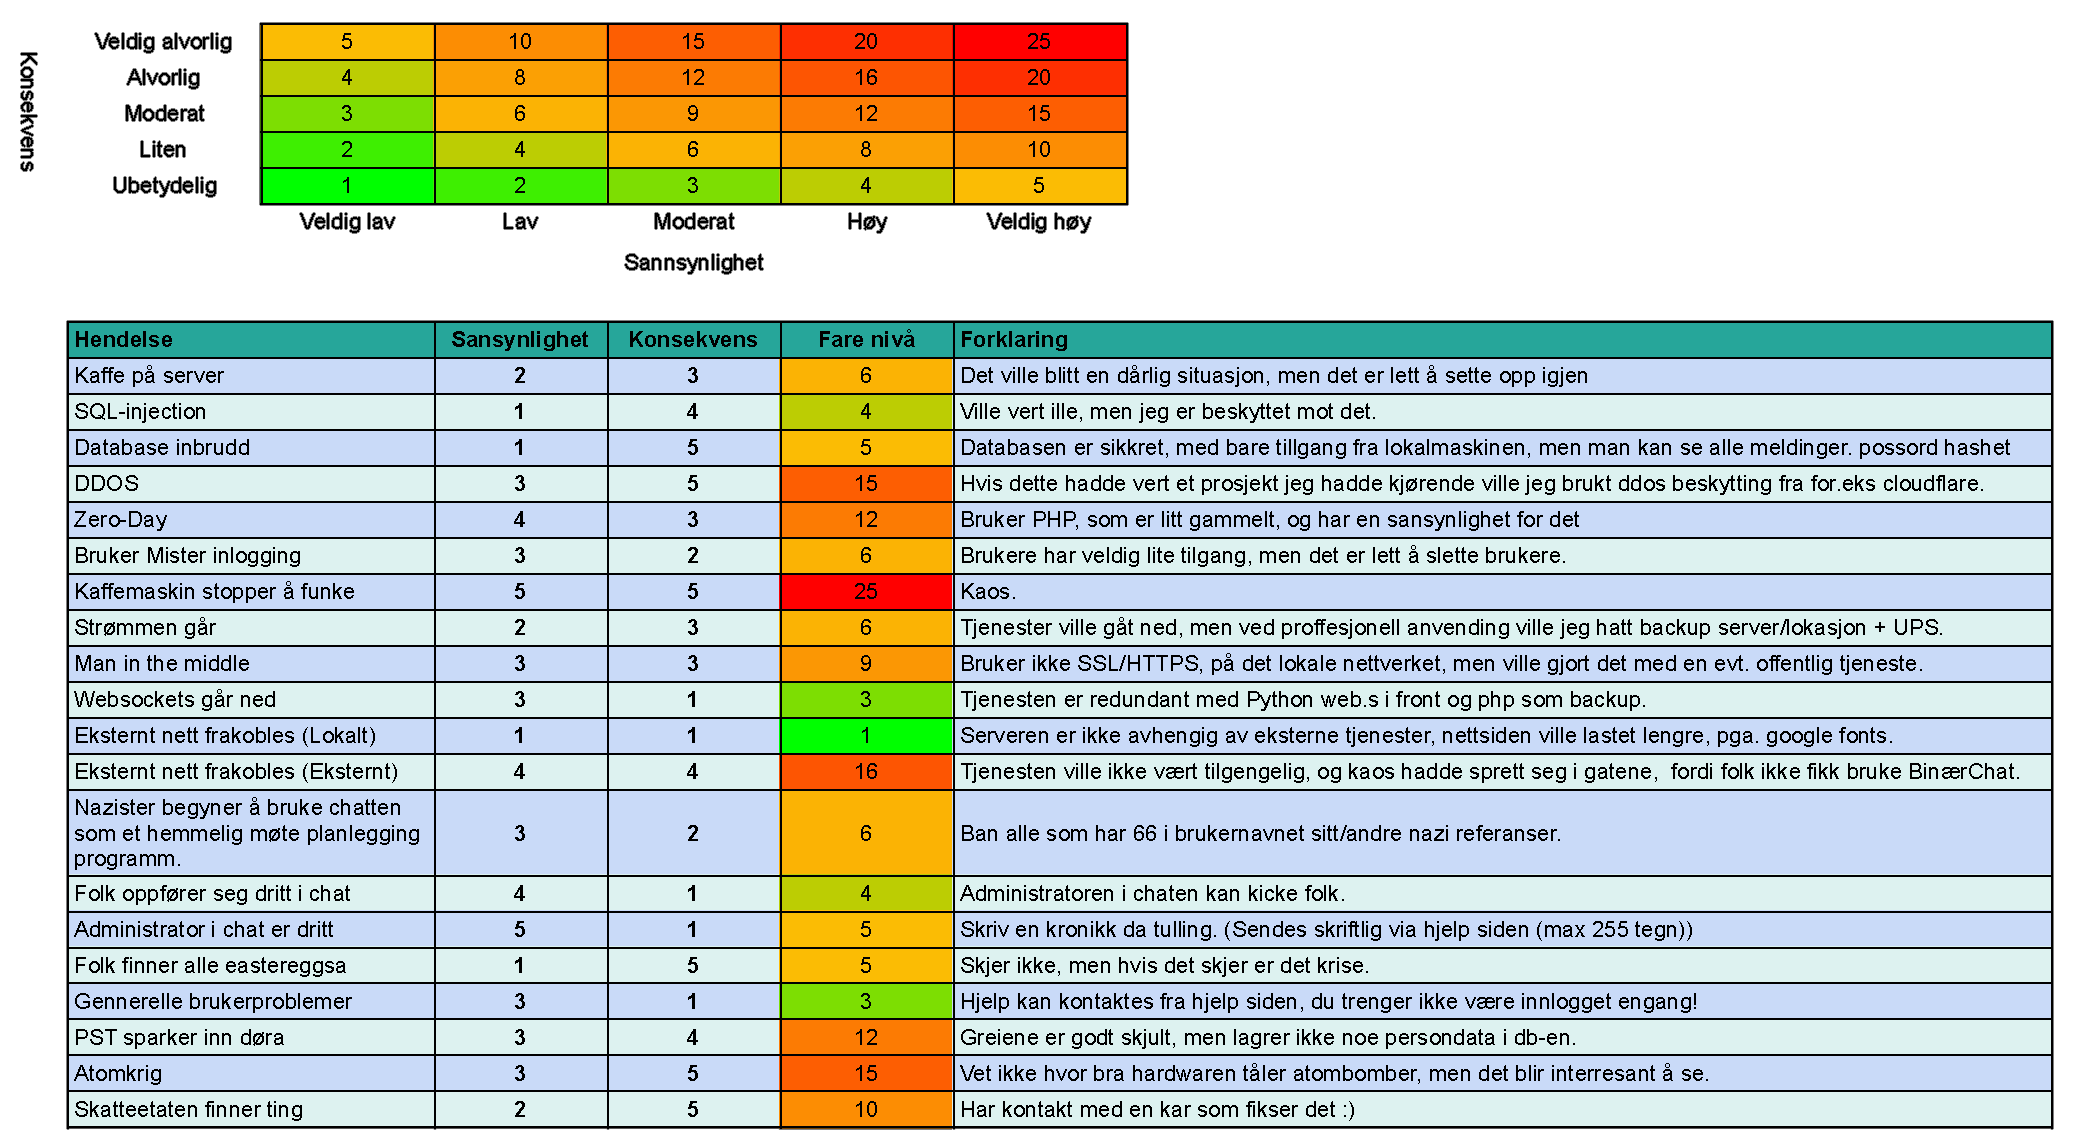 Konsekvens
Veldig alvorlig 5 10 15 20 25
Alvorlig 4 8 12 16 20
Moderat 3 6 9 12 15
Liten 2 4 6 8 10
Ubetydelig 1 2 3 4 5
Veldig lav Lav Moderat Høy Veldig høy
Sannsynlighet
Hendelse Sansynlighet Konsekvens Fare nivå Forklaring
Kaffe på server 2 3 6 Det ville blitt en dårlig situasjon, men det er lett å sette opp igjen
SQL-injection 1 4 4 Ville vert ille, men jeg er beskyttet mot det.
Database inbrudd 1 5 5 Databasen er sikkret, med bare tillgang fra lokalmaskinen, men man kan se alle meldinger. possord hashet
DDOS 3 5 15 Hvis dette hadde vert et prosjekt jeg hadde kjørende ville jeg brukt ddos beskytting fra for.eks cloudflare.
Zero-Day 4 3 12 Bruker PHP, som er litt gammelt, og har en sansynlighet for det
Bruker Mister inlogging 3 2 6 Brukere har veldig lite tilgang, men det er lett å slette brukere.
Kaffemaskin stopper å funke 5 5 25 Kaos.
Strømmen går 2 3 6 Tjenester ville gåt ned, men ved proffesjonell anvending ville jeg hatt backup server/lokasjon + UPS.
Man in the middle 3 3 9 Bruker ikke SSL/HTTPS, på det lokale nettverket, men ville gjort det med en evt. offentlig tjeneste.
Websockets går ned 3 1 3 Tjenesten er redundant med Python web.s i front og php som backup.
Eksternt nett frakobles (Lokalt) 1 1 1 Serveren er ikke avhengig av eksterne tjenester, nettsiden ville lastet lengre, pga. google fonts.
Eksternt nett frakobles (Eksternt) 4 4 16 Tjenesten ville ikke vært tilgengelig, og kaos hadde sprett seg i gatene, fordi folk ikke fikk bruke BinærChat.
Nazister begyner å bruke chatten
som et hemmelig møte planlegging 3 2 6 Ban alle som har 66 i brukernavnet sitt/andre nazi referanser.
programm.
Folk oppfører seg dritt i chat 4 1 4 Administratoren i chaten kan kicke folk.
Administrator i chat er dritt 5 1 5 Skriv en kronikk da tulling. (Sendes skriftlig via hjelp siden (max 255 tegn))
Folk finner alle eastereggsa 1 5 5 Skjer ikke, men hvis det skjer er det krise.
Gennerelle brukerproblemer 3 1 3 Hjelp kan kontaktes fra hjelp siden, du trenger ikke være innlogget engang!
PST sparker inn døra 3 4 12 Greiene er godt skjult, men lagrer ikke noe persondata i db-en.
Atomkrig 3 5 15 Vet ikke hvor bra hardwaren tåler atombomber, men det blir interresant å se.
Skatteetaten finner ting 2 5 10 Har kontakt med en kar som fikser det :)